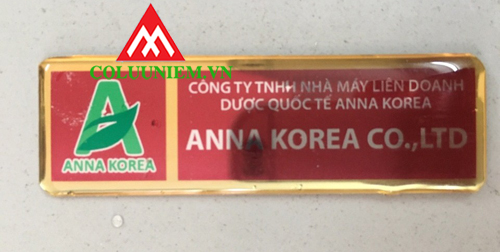 COLUUNIEM.VN
ANNA KOREA
CÔNG TY TNHH NHÀ MÁY LIÊN DOANH
DƯỢC QUỐC TẾ ANNA KOREA
ANNA KOREA CO.,LTD